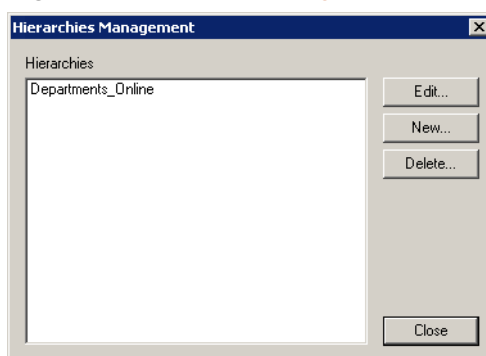 Hierarchies Management
Hierarchies
Departments_Online
Edit...
New...
Delete...
Close